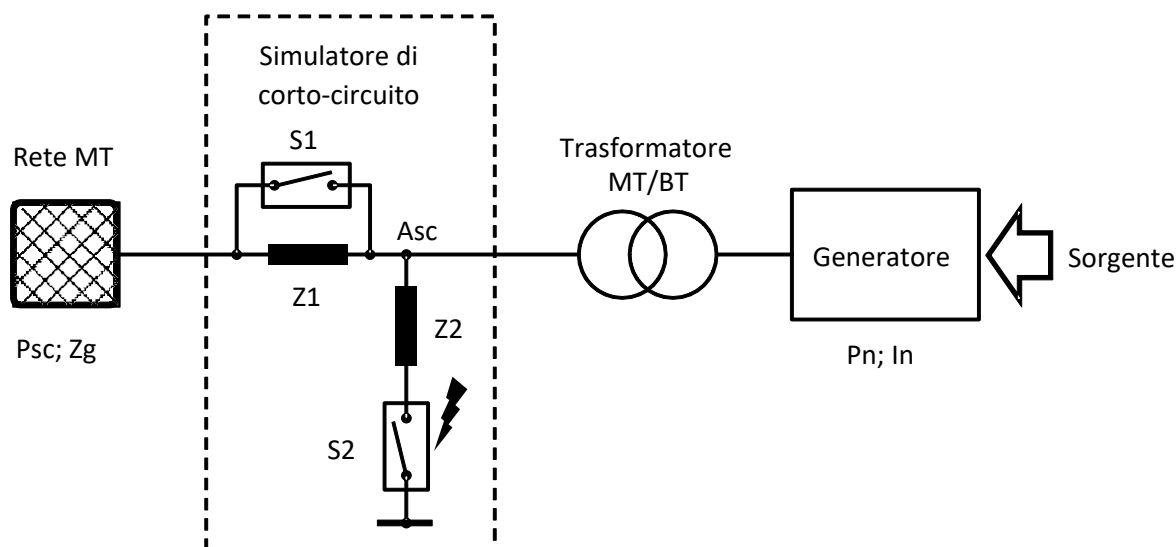 Simulatore di
corto-circuito
S1
Rete MT
Trasformatore
MT/BT
Asc
Generatore
Sorgente
Z1
Z2
Psc; Zg
Pn; In
S2